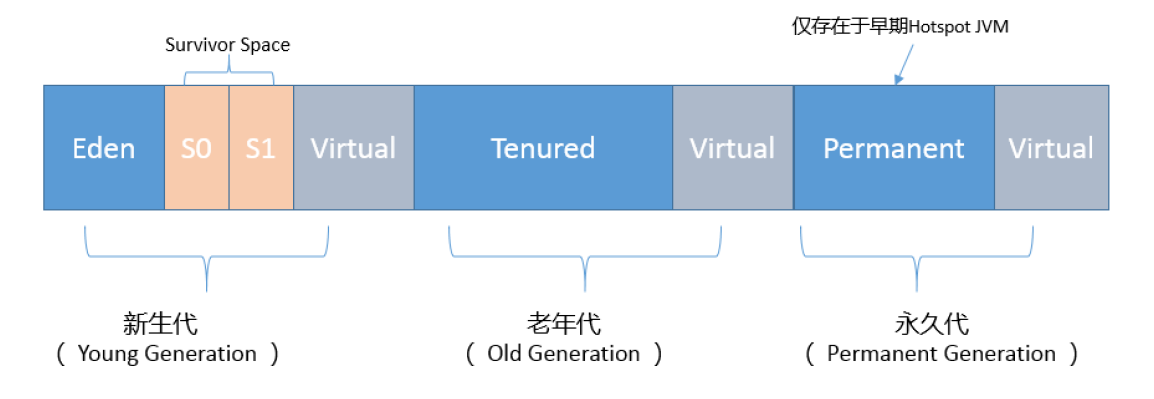 仅存在于早期Hotspot JVM
Survivor Space
Eden
S0
S1
Virtual
Tenured
Virtual
Permanent
Virtual
新生代
( Young Generation )
老年代
( Old Generation )
永久代
( Permanent Generation )